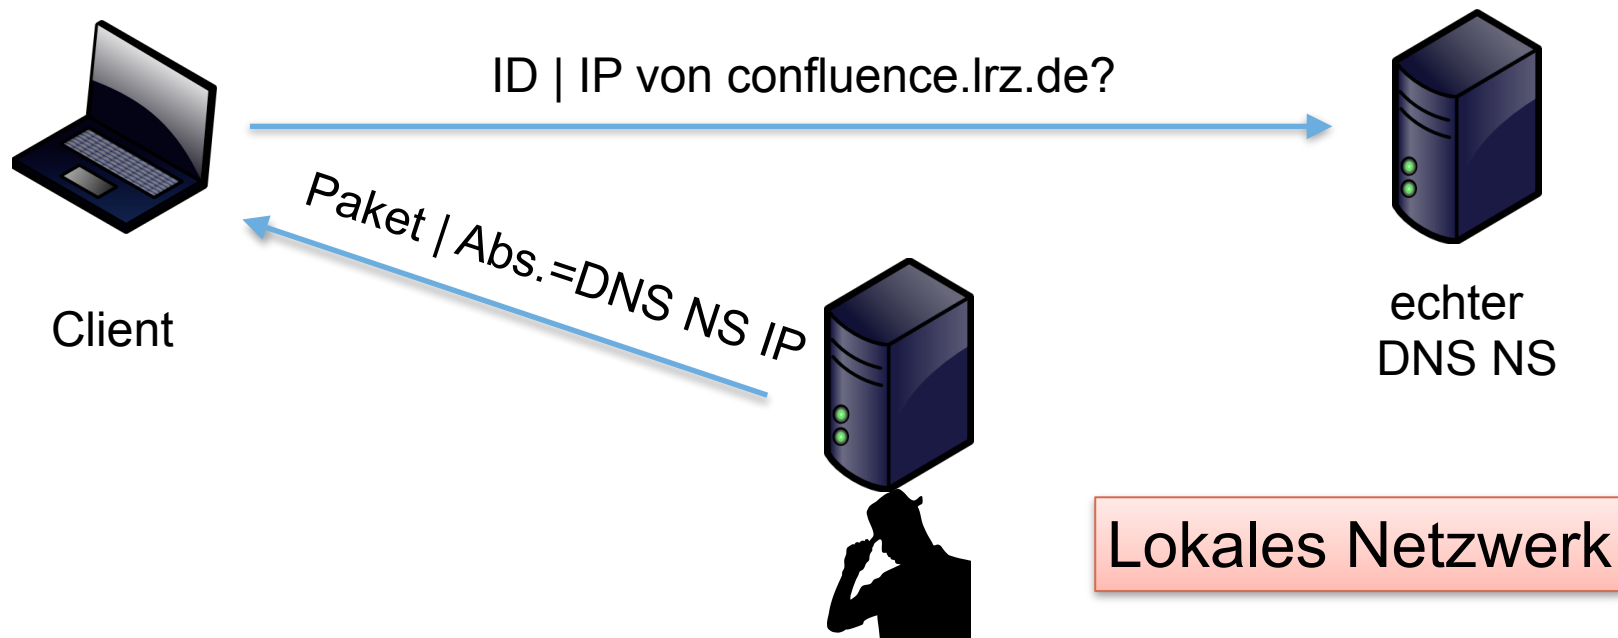 ID | IP von confluence.lrz.de?
Paket | Abs.=DNS NS IP
Client
echter
DNS NS
Lokales Netzwerk